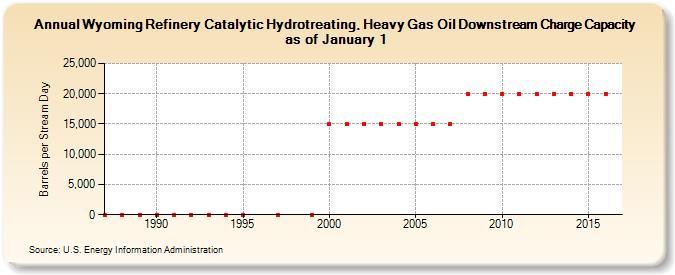 Annual Wyoming Refinery Catalytic Hydrotreating, Heavy Gas Oil Downstream Charge Capacity
as of January 1
Barrels per Stream Day
25,000
20,000
15,000
10,000
5,000
0
1990 1995 2000 2005 2010 2015
Source: U.S. Energy Information Administration